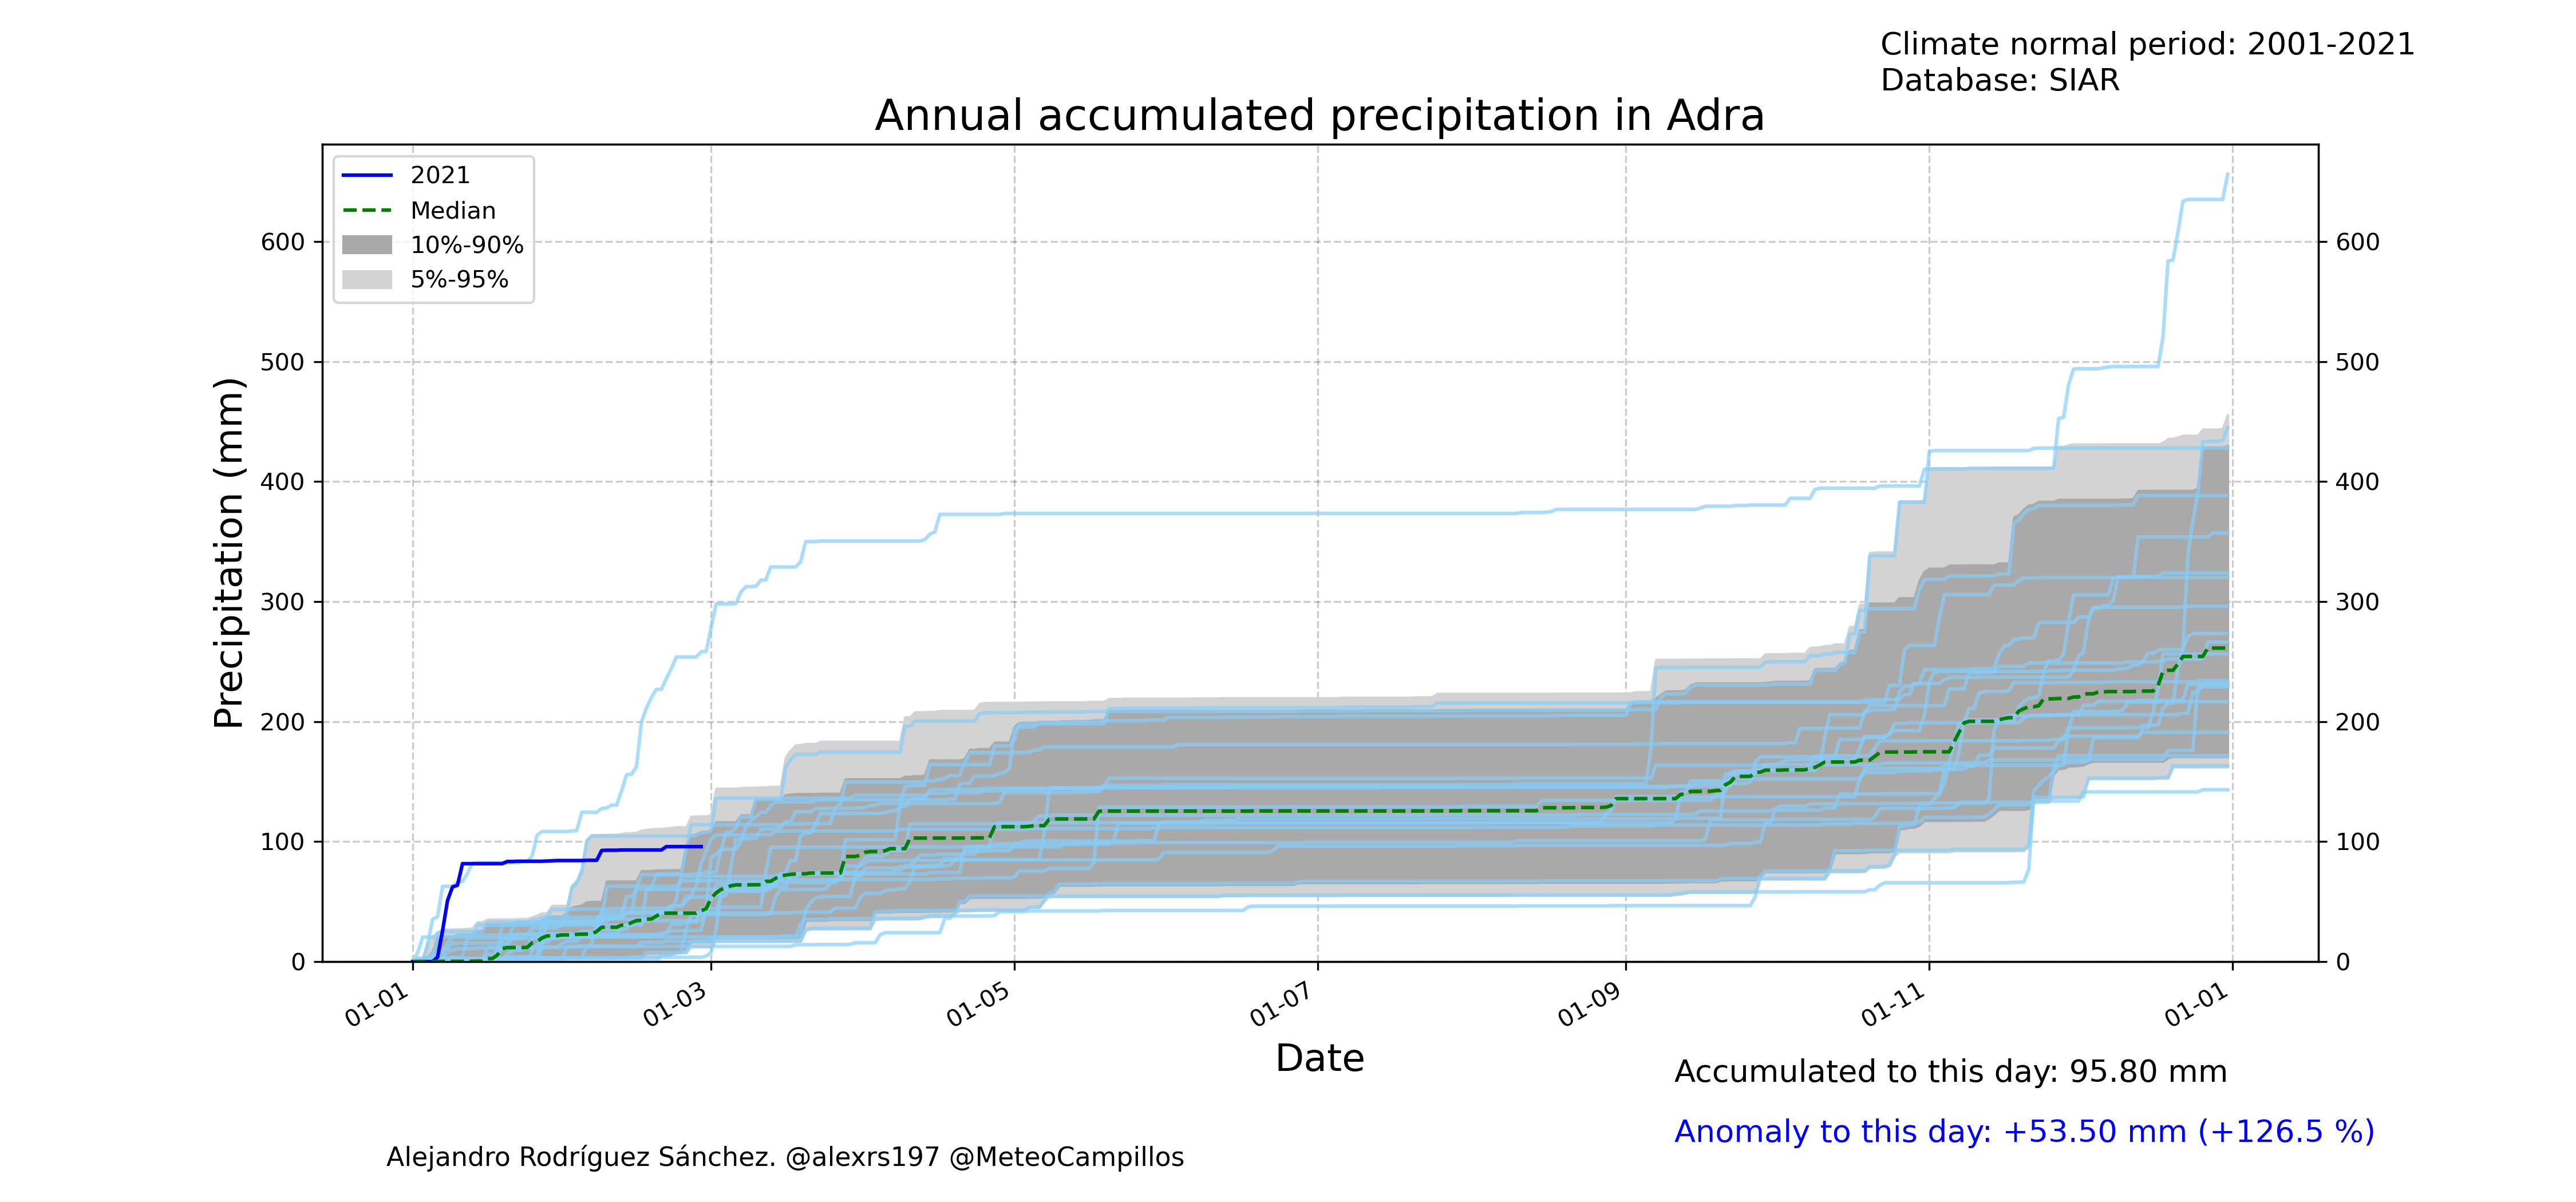 Climate normal period: 2001-2021
Database: SIAR
Annual accumulated precipitation in Adra
2021
Median
10%-90%
5%-95%
Precipitation (mm)
600
500
400
300
200
100
0
600
500
400
300
200
100
0
01-01
01-03
01-05
01-07
01-09
01-11
01-01
Date
Accumulated to this day: 95.80 mm
Anomaly to this day: +53.50 mm (+126.5 %)
Alejandro Rodríguez Sánchez. @alexrs197 @MeteoCampillos